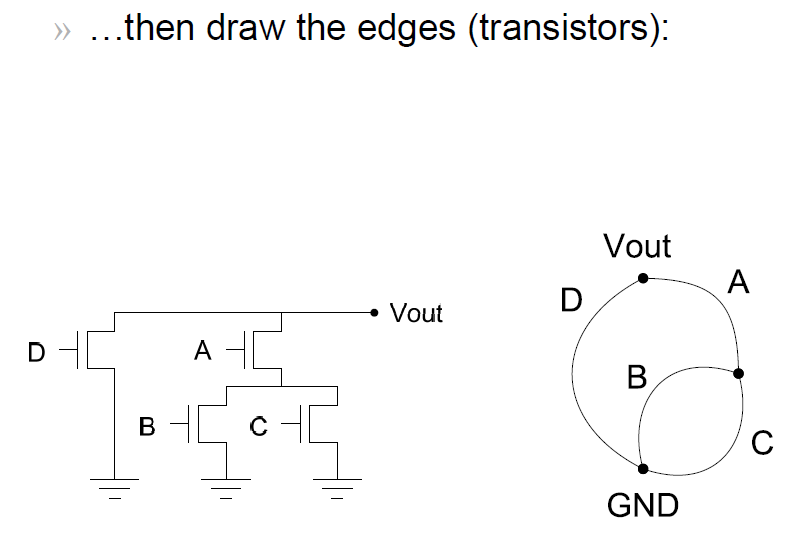 » …then draw the edges (transistors):
Vout
D
A
B
C
Vout
D
A
B
C
GND